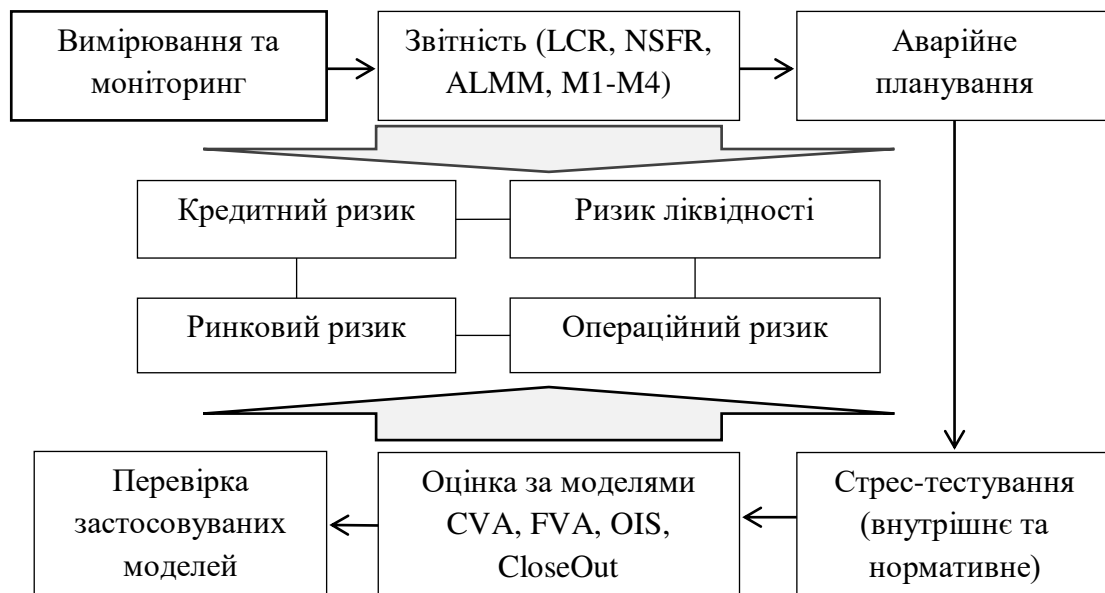 Вимірювання та
моніторинг
Звітність (LCR, NSFR,
ALMM, M1-M4)
Аварійне
планування
Кредитний ризик
Ризик ліквідності
Ринковий ризик
Операційний ризик
Перевірка
застосовуваних
моделей
Оцінка за моделями
CVA, FVA, OIS,
CloseOut
Стрес-тестування
(внутрішнє та
нормативне)